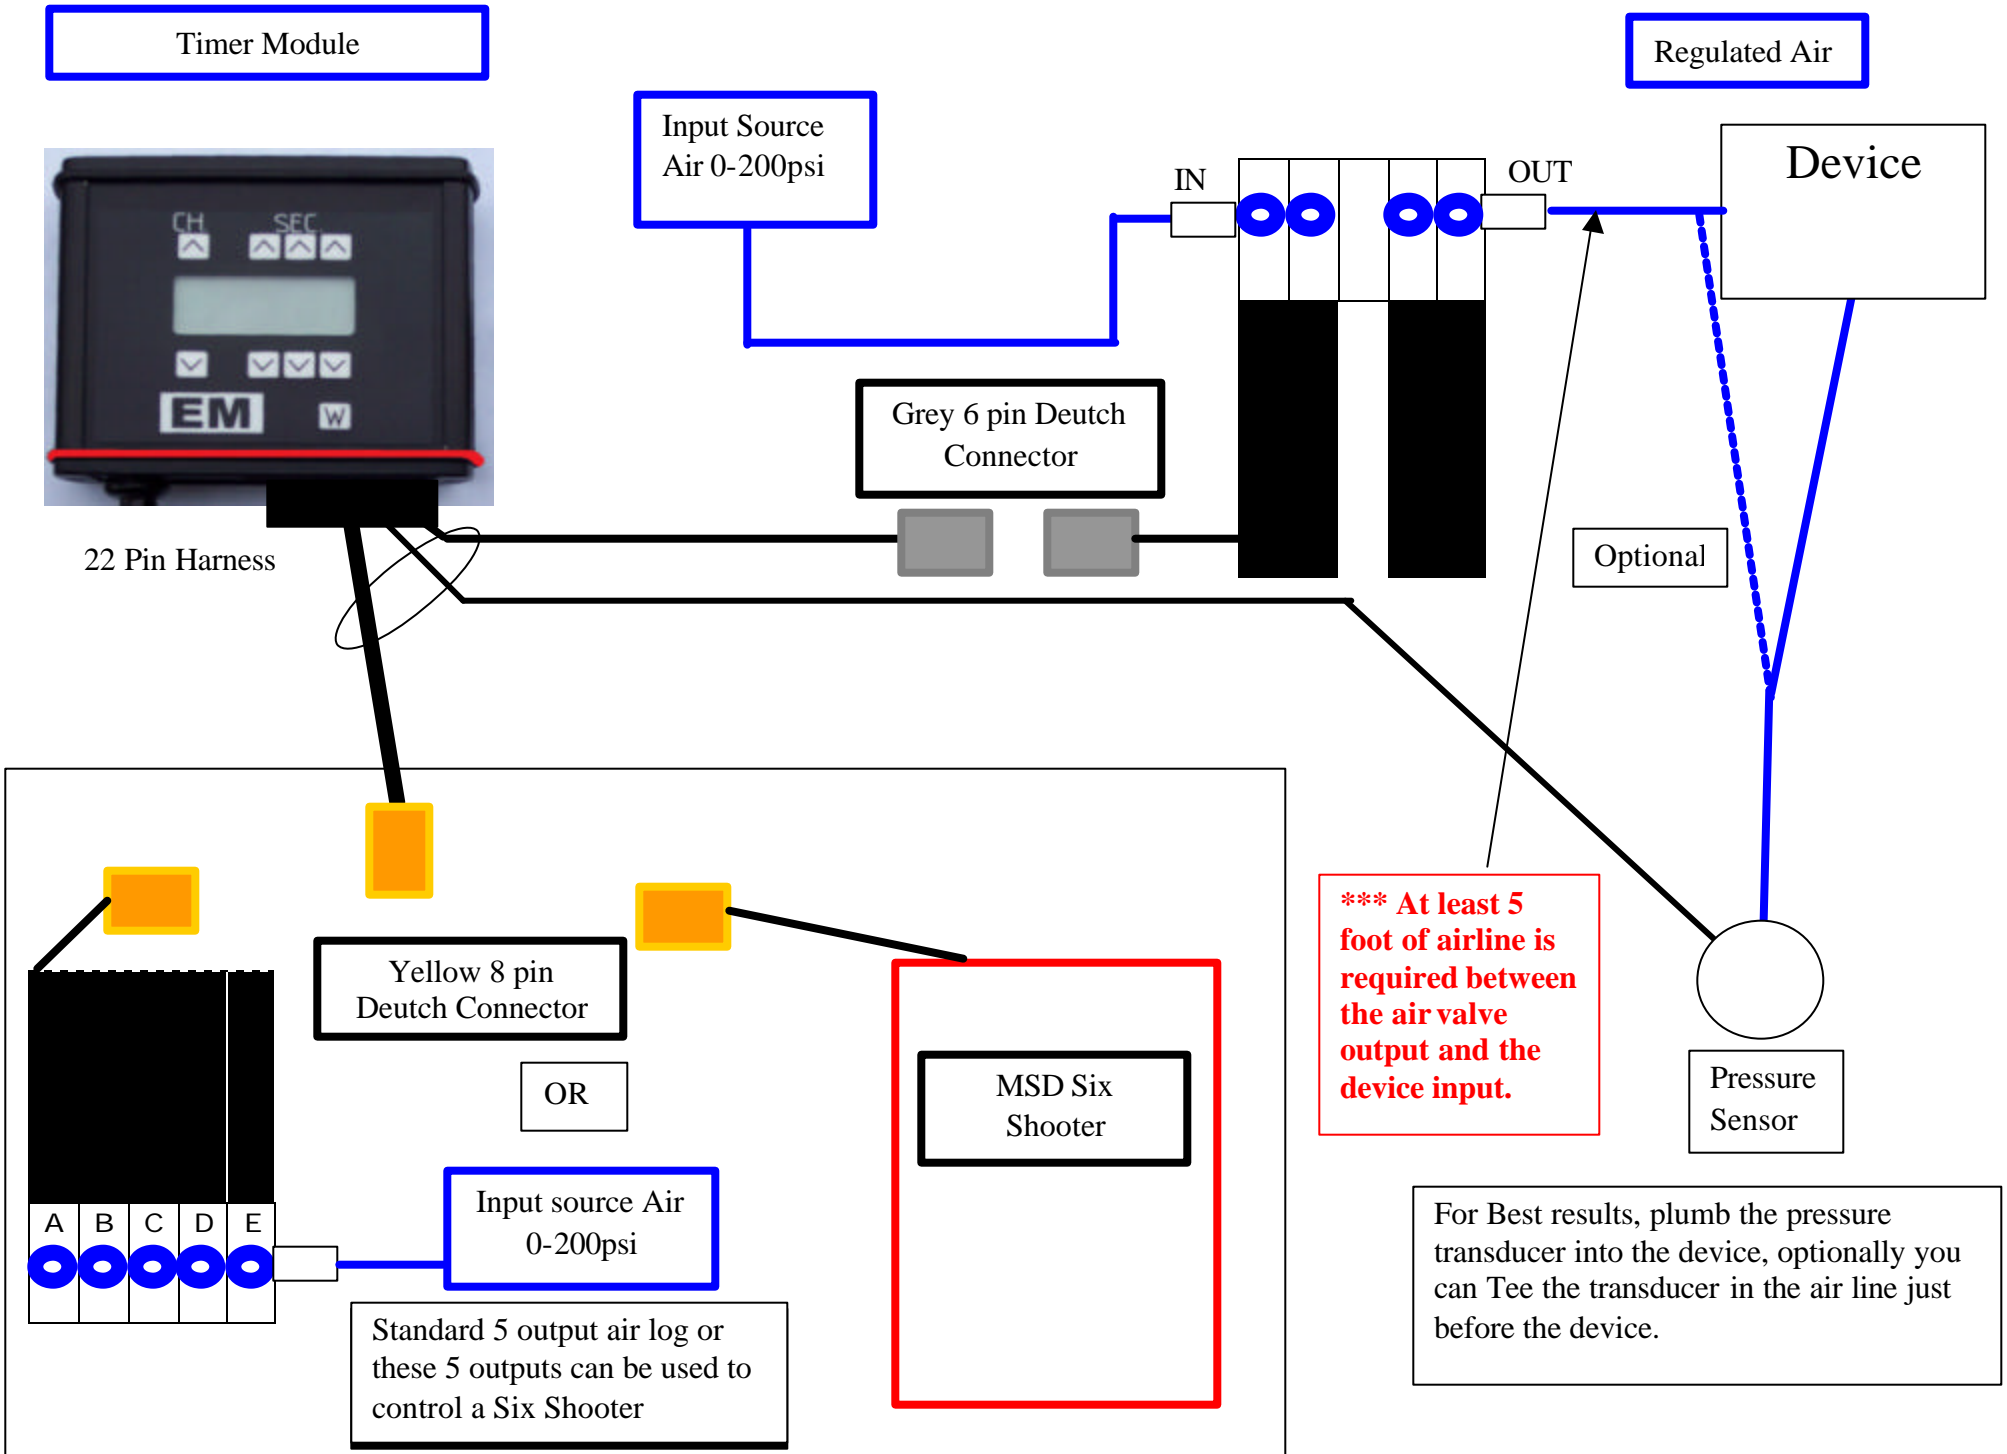 Timer Module
Regulated Air
Input Source
Air 0-200psi
IN
OUT
Device
CH.
SEC.
EM
W
Grey 6 pin Deutch
Connector
22 Pin Harness
Optional
Yellow 8 pin
Deutch Connector
OR
MSD Six
Shooter
*** At least 5
foot of airline is
required between
the air valve
output and the
device input.
Pressure
Sensor
A B C D E
Input source Air
0-200psi
Standard 5 output air log or
these 5 outputs can be used to
control a Six Shooter
For Best results, plumb the pressure
transducer into the device, optionally you
can Tee the transducer in the air line just
before the device.